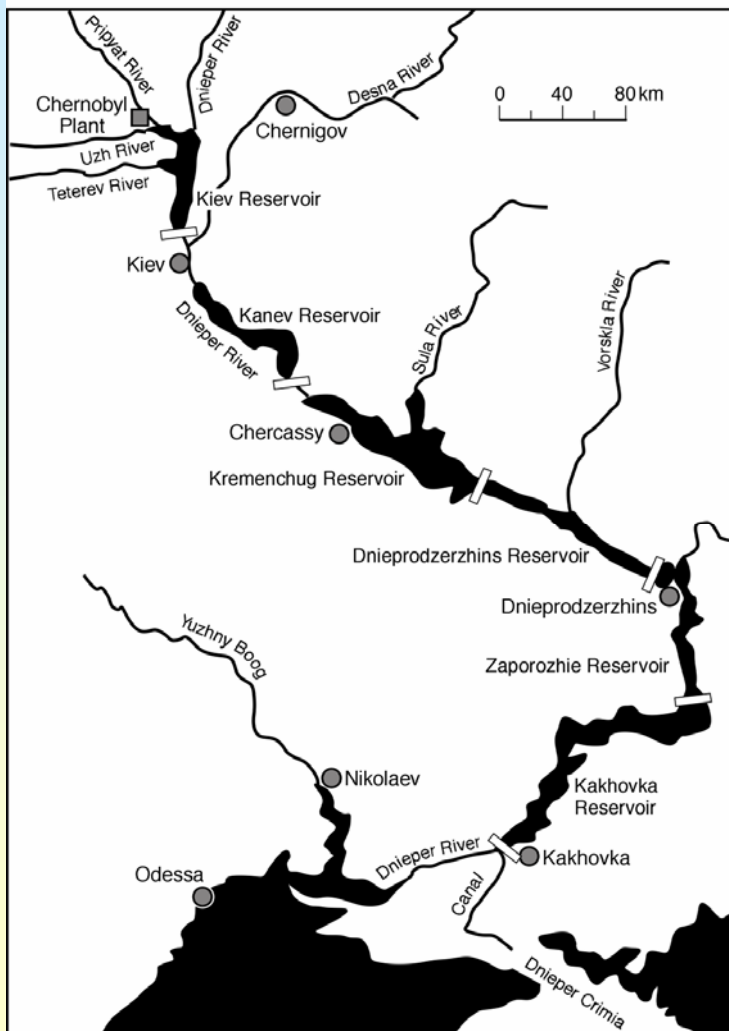 Pripyat River
Dnieper River
Desna River
0 40 80 km
Chernobyl
Plant
Chernigov
Uzh River
Teterev River
Kiev Reservoir
Kiev
Kanev Reservoir
Dnieper River
Sula River
Vorskla River
Chercassy
Kremenchug Reservoir
Dnieprodzerzhins Reservoir
Dnieprodzerzhins
Yuzhny Boog
Zaporozhie Reservoir
Nikolaev
Kakhovka
Reservoir
Dnieper River
Kakhovka
Odessa
Canal
Dnieper Crimia